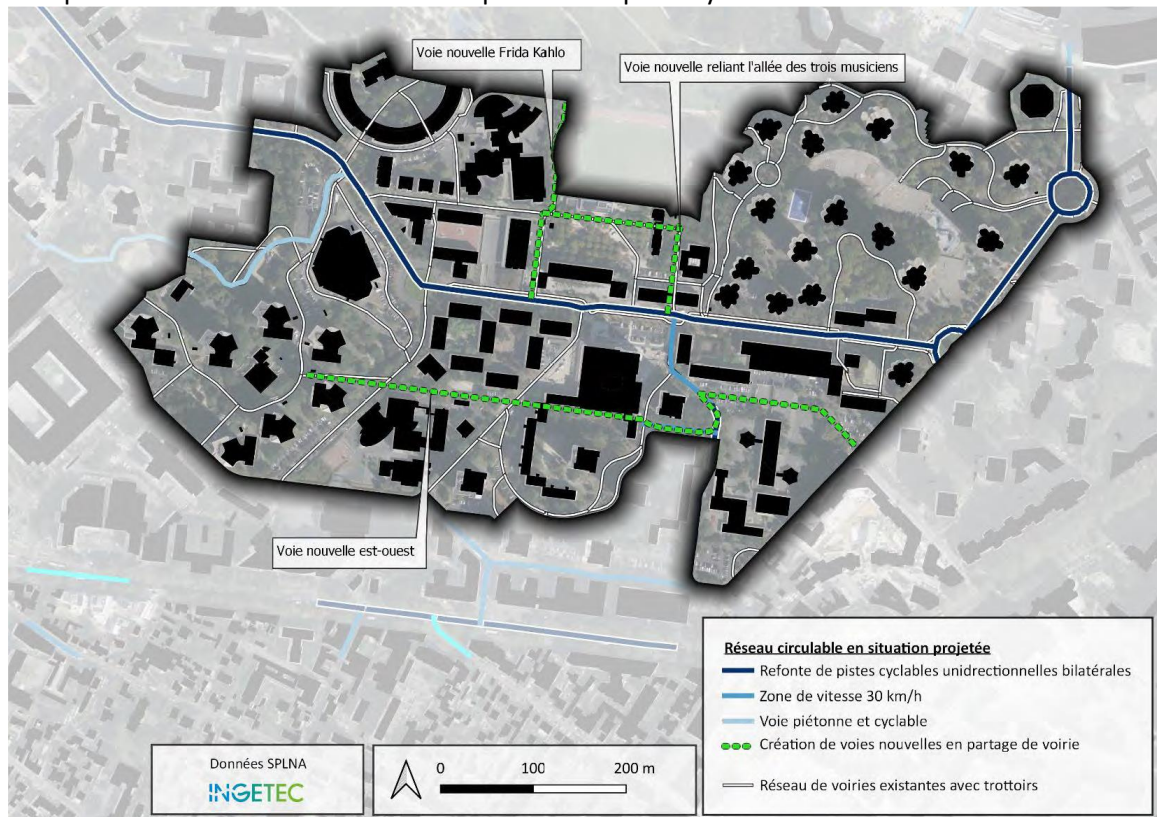 Voie nouvelle Frida Kahlo
Voie nouvelle reliant l'allée des trois musiciens
Voie nouvelle est-ouest
Réseau circulable en situation projetée
Refonte de pistes cyclables unidirectionnelles bilatérales
Zone de vitesse 30 km/h
Voie piétonne et cyclable
Création de voies nouvelles en partage de voirie
Réseau de voiries existantes avec trottoirs
Données SPLNA
INGETEC
0 100 200 m